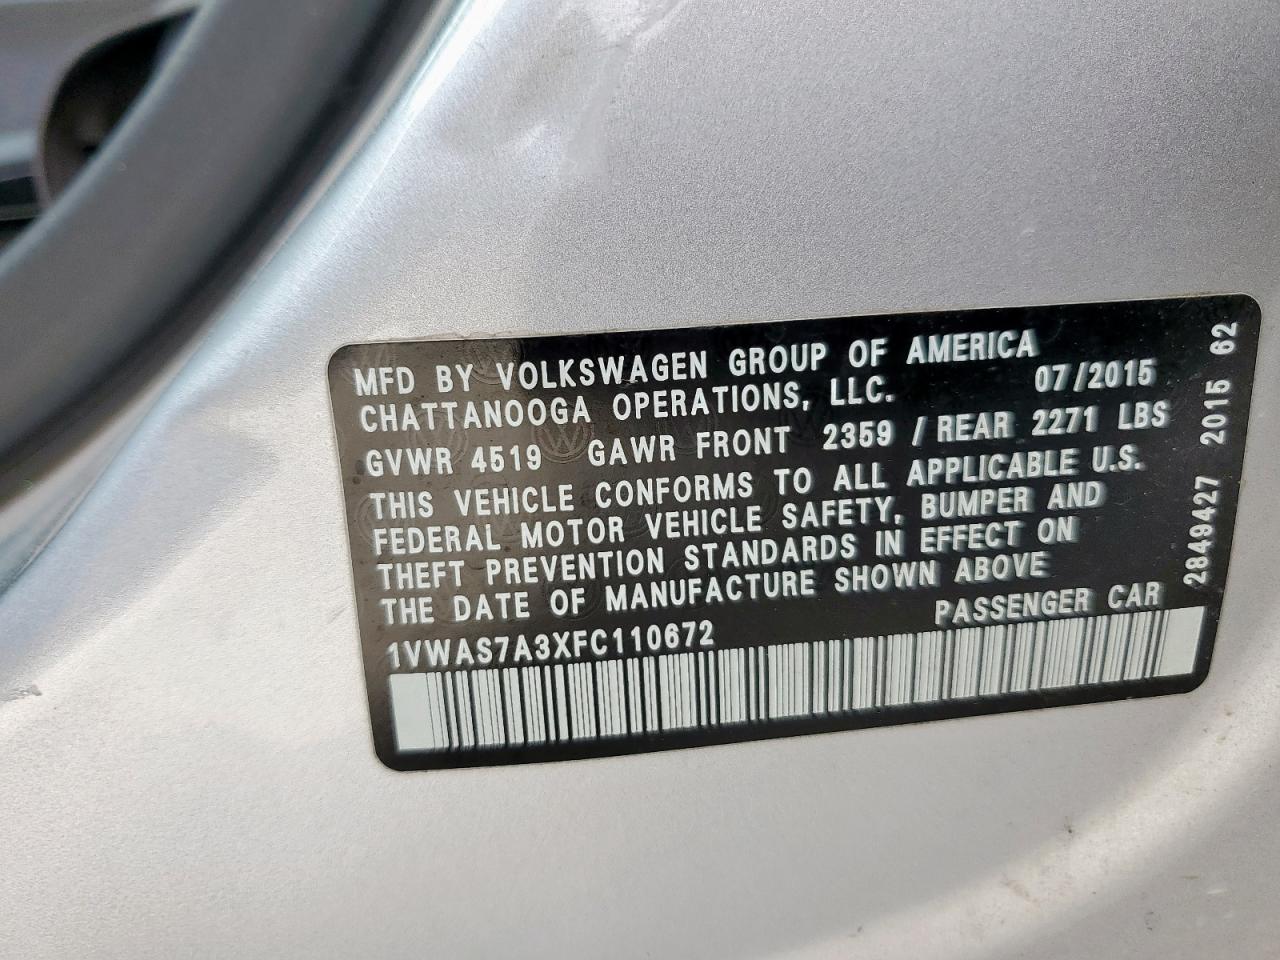 MFD BY VOLKSWAGEN GROUP OF AMERICA
CHATTANOOGA OPERATIONS, LLC. 07/2015
GVWR 4519 GAWR FRONT 2359 / REAR 2271 LBS
THIS VEHICLE CONFORMS TO ALL APPLICABLE U.S.
FEDERAL MOTOR VEHICLE SAFETY, BUMPER AND
THEFT PREVENTION STANDARDS IN EFFECT ON
THE DATE OF MANUFACTURE SHOWN ABOVE
1VWAS7A3XFC110672 PASSENGER CAR
2849427 2015 62